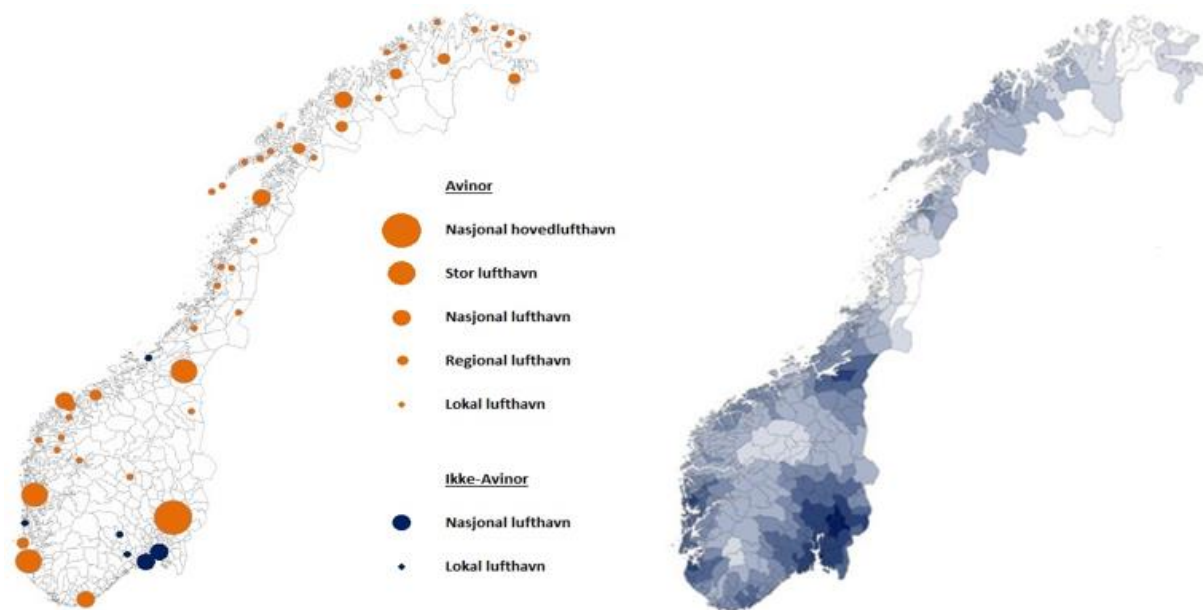 Avinor
Nasjonal hovedlufthavn
Stor lufthavn
Nasjonal lufthavn
Regional lufthavn
Lokal lufthavn
Ikke-Avinor
Nasjonal lufthavn
Lokal lufthavn